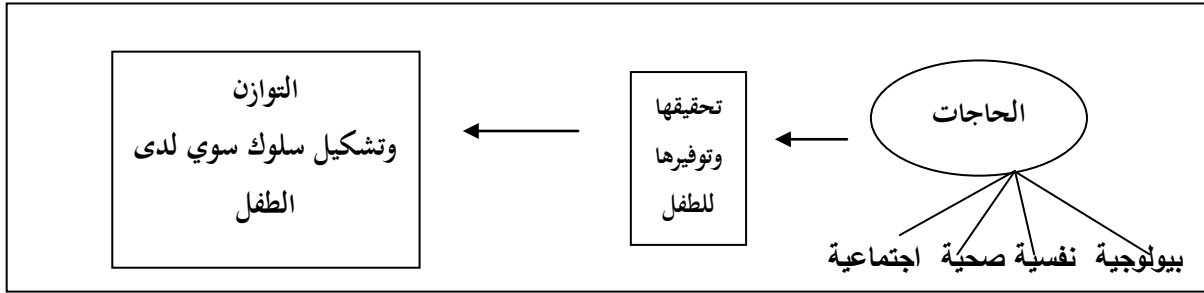 الحاجات
بيولوجية نفسية صحية اجتماعية
تحقيقها
وتوفيرها
للطفل
التوازن
وتشكيل سلوك سوي لدى
الطفل